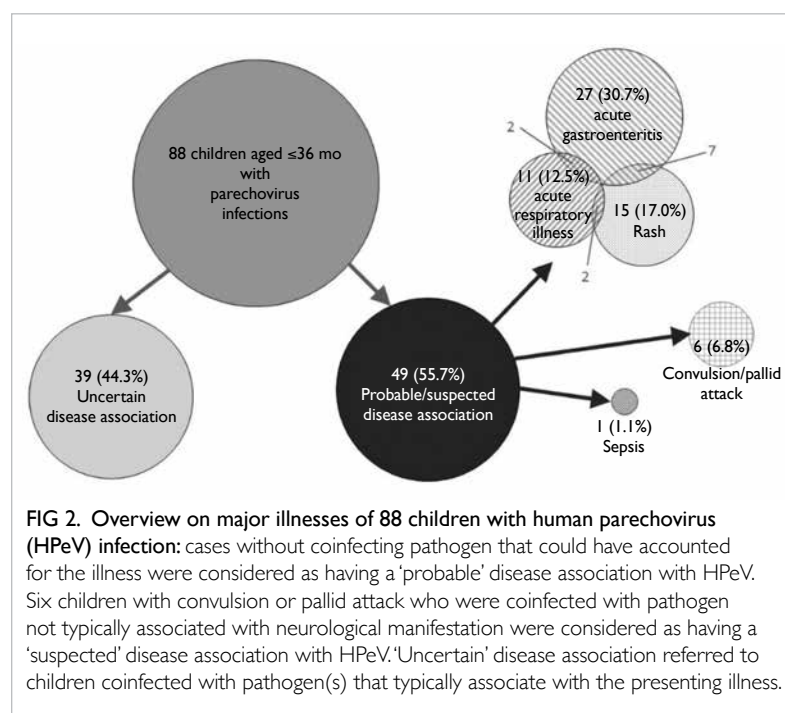 88 children aged ≤36 mo
with
parechovirus
infections
27 (30.7%)
acute
gastroenteritis
2
7
11 (12.5%)
acute
respiratory
illness
15 (17.0%)
Rash
2
39 (44.3%)
Uncertain
disease association
49 (55.7%)
Probable/suspected
disease association
6 (6.8%)
Convulsion/pallid
attack
1 (1.1%)
Sepsis
FIG 2. Overview on major illnesses of 88 children with human parechovirus
(HPeV) infection: cases without coinfecting pathogen that could have accounted
for the illness were considered as having a ‘probable’ disease association with HPeV.
Six children with convulsion or pallid attack who were coinfected with pathogen
not typically associated with neurological manifestation were considered as having a
‘suspected’ disease association with HPeV. ‘Uncertain’ disease association referred to
children coinfected with pathogen(s) that typically associate with the presenting illness.